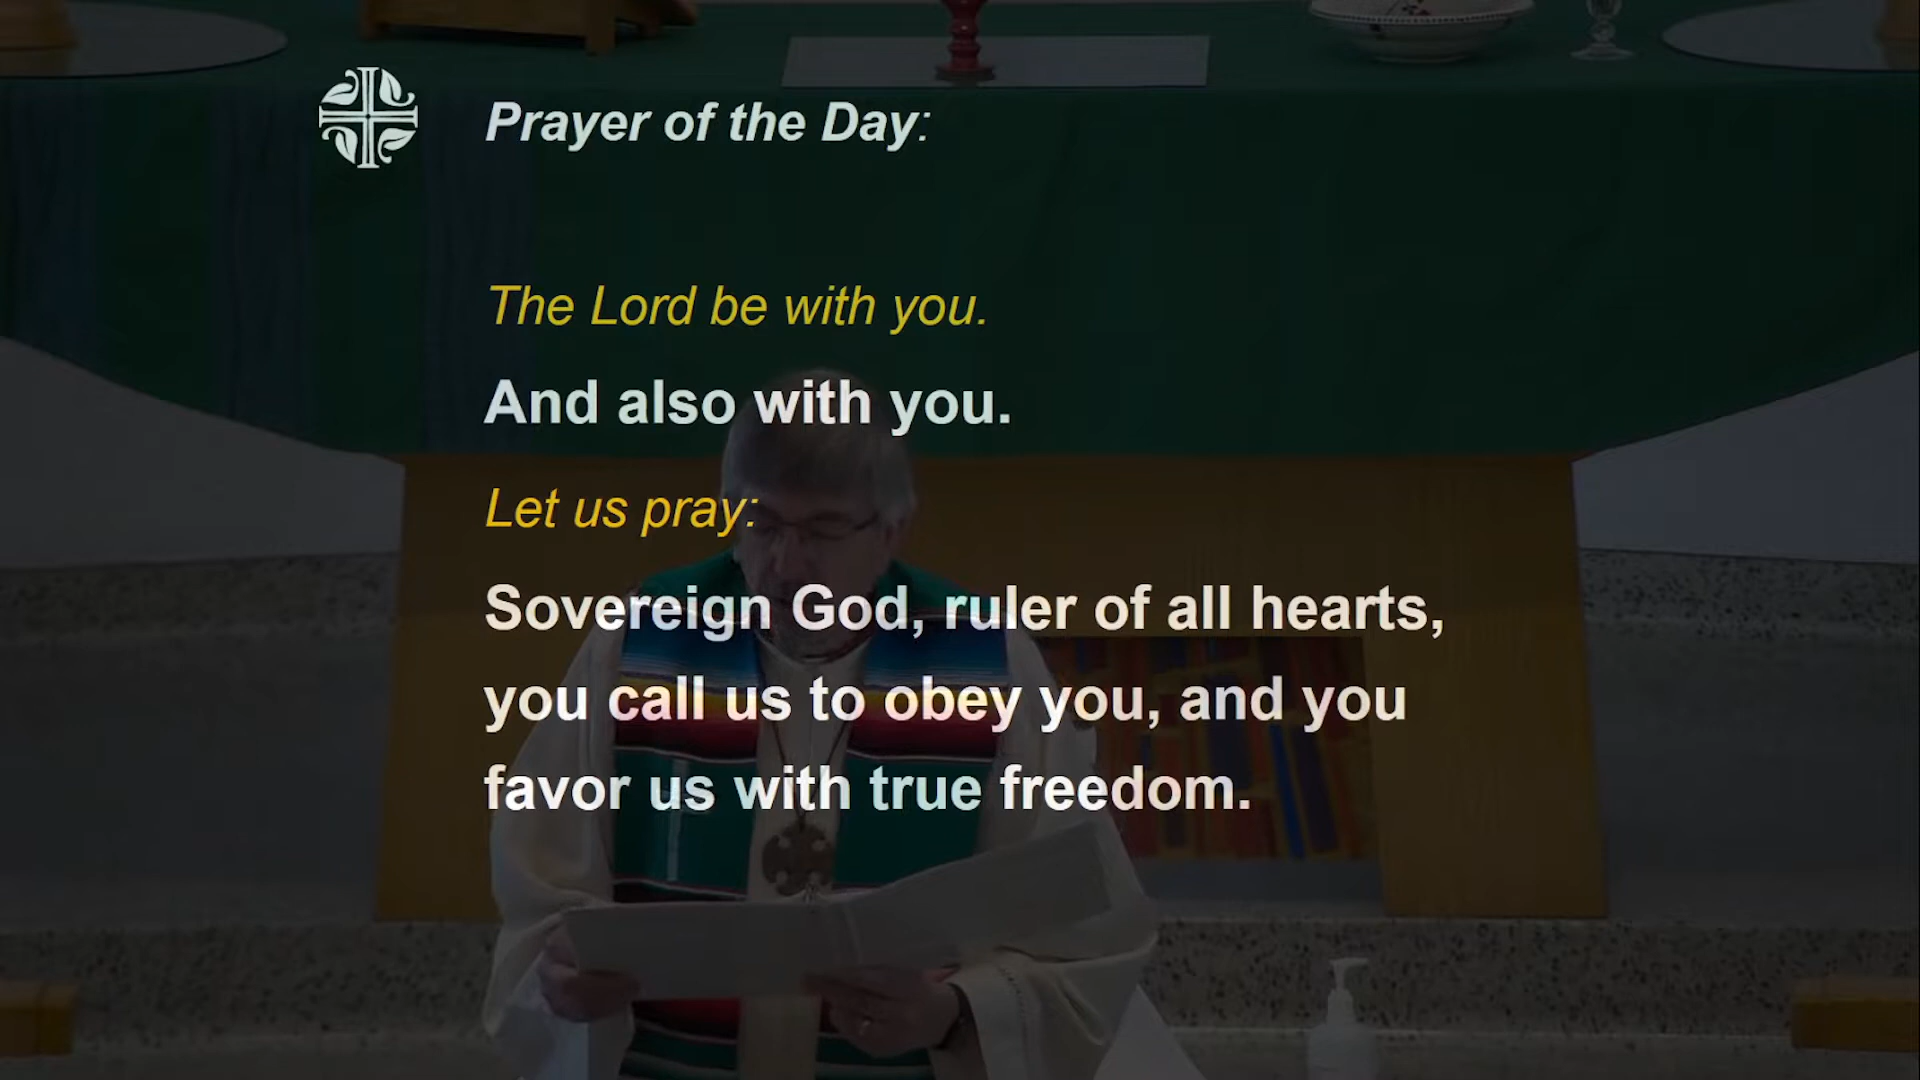 Prayer of the Day:
The Lord be with you.
And also with you.
Let us pray:
Sovereign God, ruler of all hearts,
you call us to obey you, and you
favor us with true freedom.